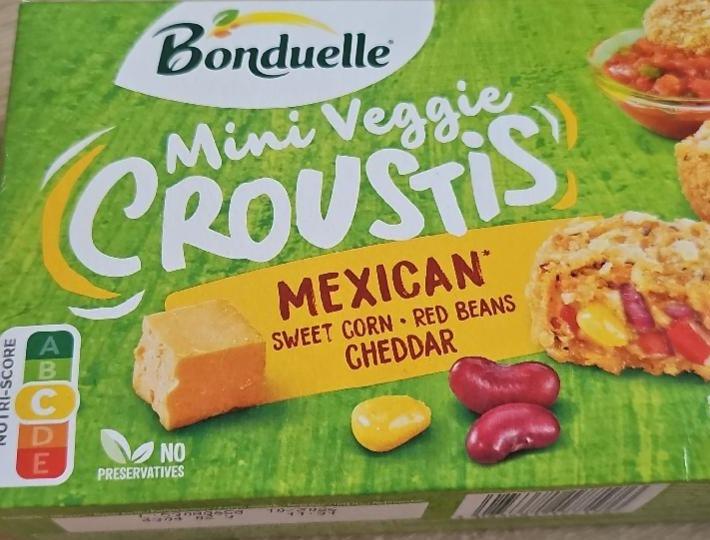 Bonduelle
Mini Veggie
CROUSTiS
MEXICAN*
SWEET CORN • RED BEANS
CHEDDAR
NUTRI-SCORE
A
B
C
D
E
NO
PRESERVATIVES